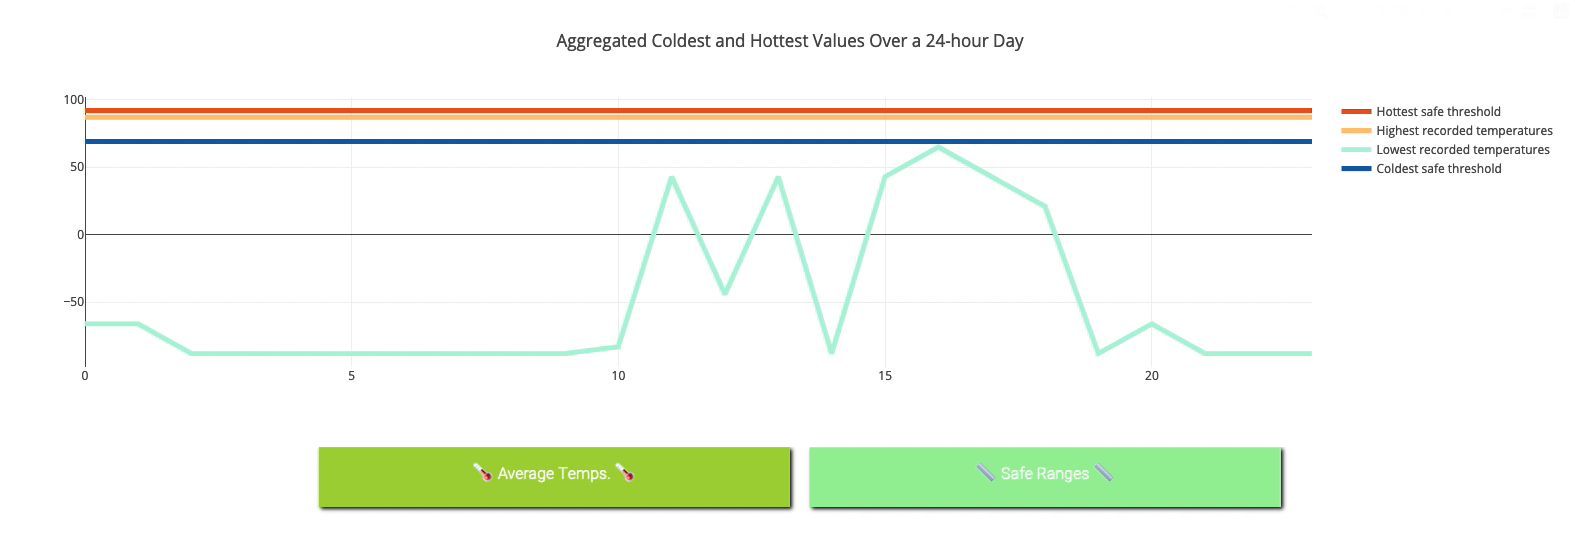 Aggregated Coldest and Hottest Values Over a 24-hour Day
100
50
0
−50
0
5
10
15
20
Hottest safe threshold
Highest recorded temperatures
Lowest recorded temperatures
Coldest safe threshold
Average Temps.
Safe Ranges